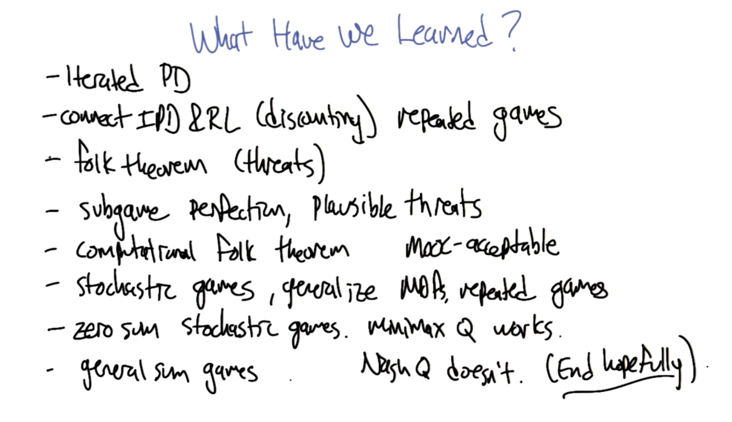 What Have We Learned?
- Iterated PD
- connect IPD & RL (discounting) repeated games
- folk theorem (threats)
- subgame perfection, plausible threats
- computational folk theorem mooc-acceptable
- stochastic games, generalize MDPs, repeated games
- zero sum stochastic games. minimax Q works.
- general sum games. Nash Q doesn't. (End hopefully).